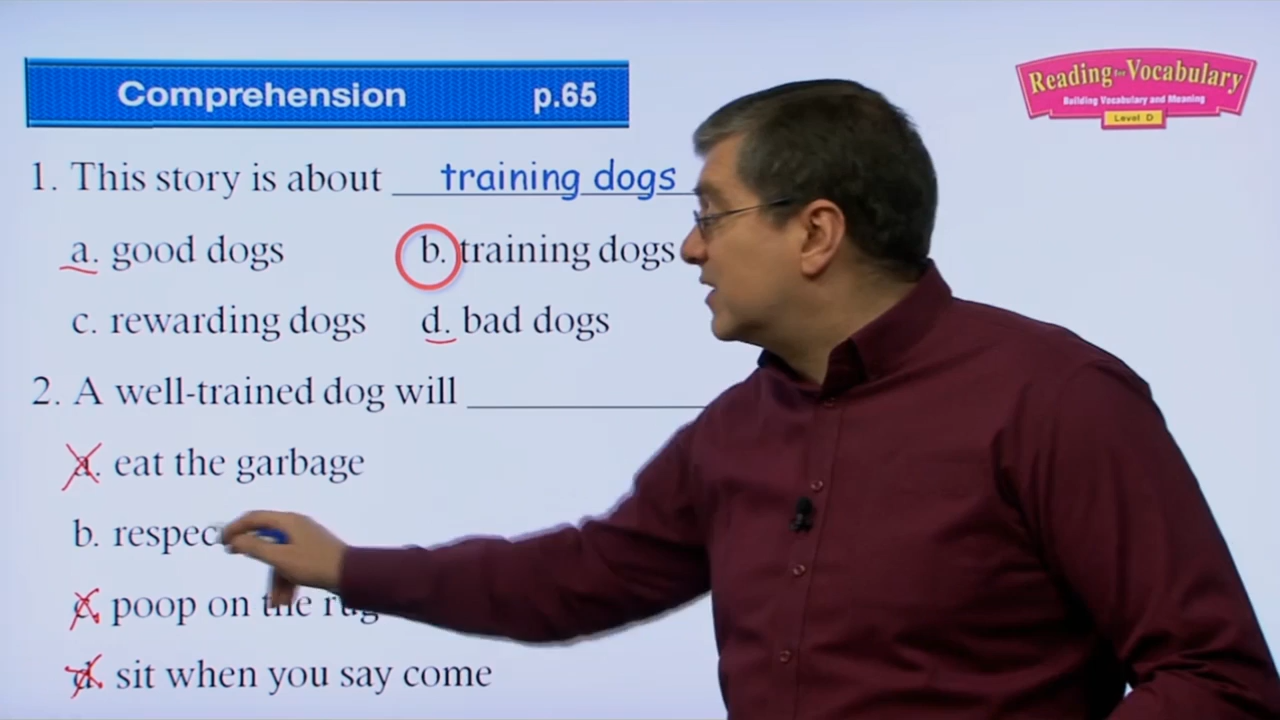 Comprehension p.65
Reading for Vocabulary
Building Vocabulary and Meaning
Level D
1. This story is about training dogs
a. good dogs b. training dogs
c. rewarding dogs d. bad dogs
2. A well-trained dog will
a. eat the garbage
b.
c. poop on the rug
d. sit when you say come